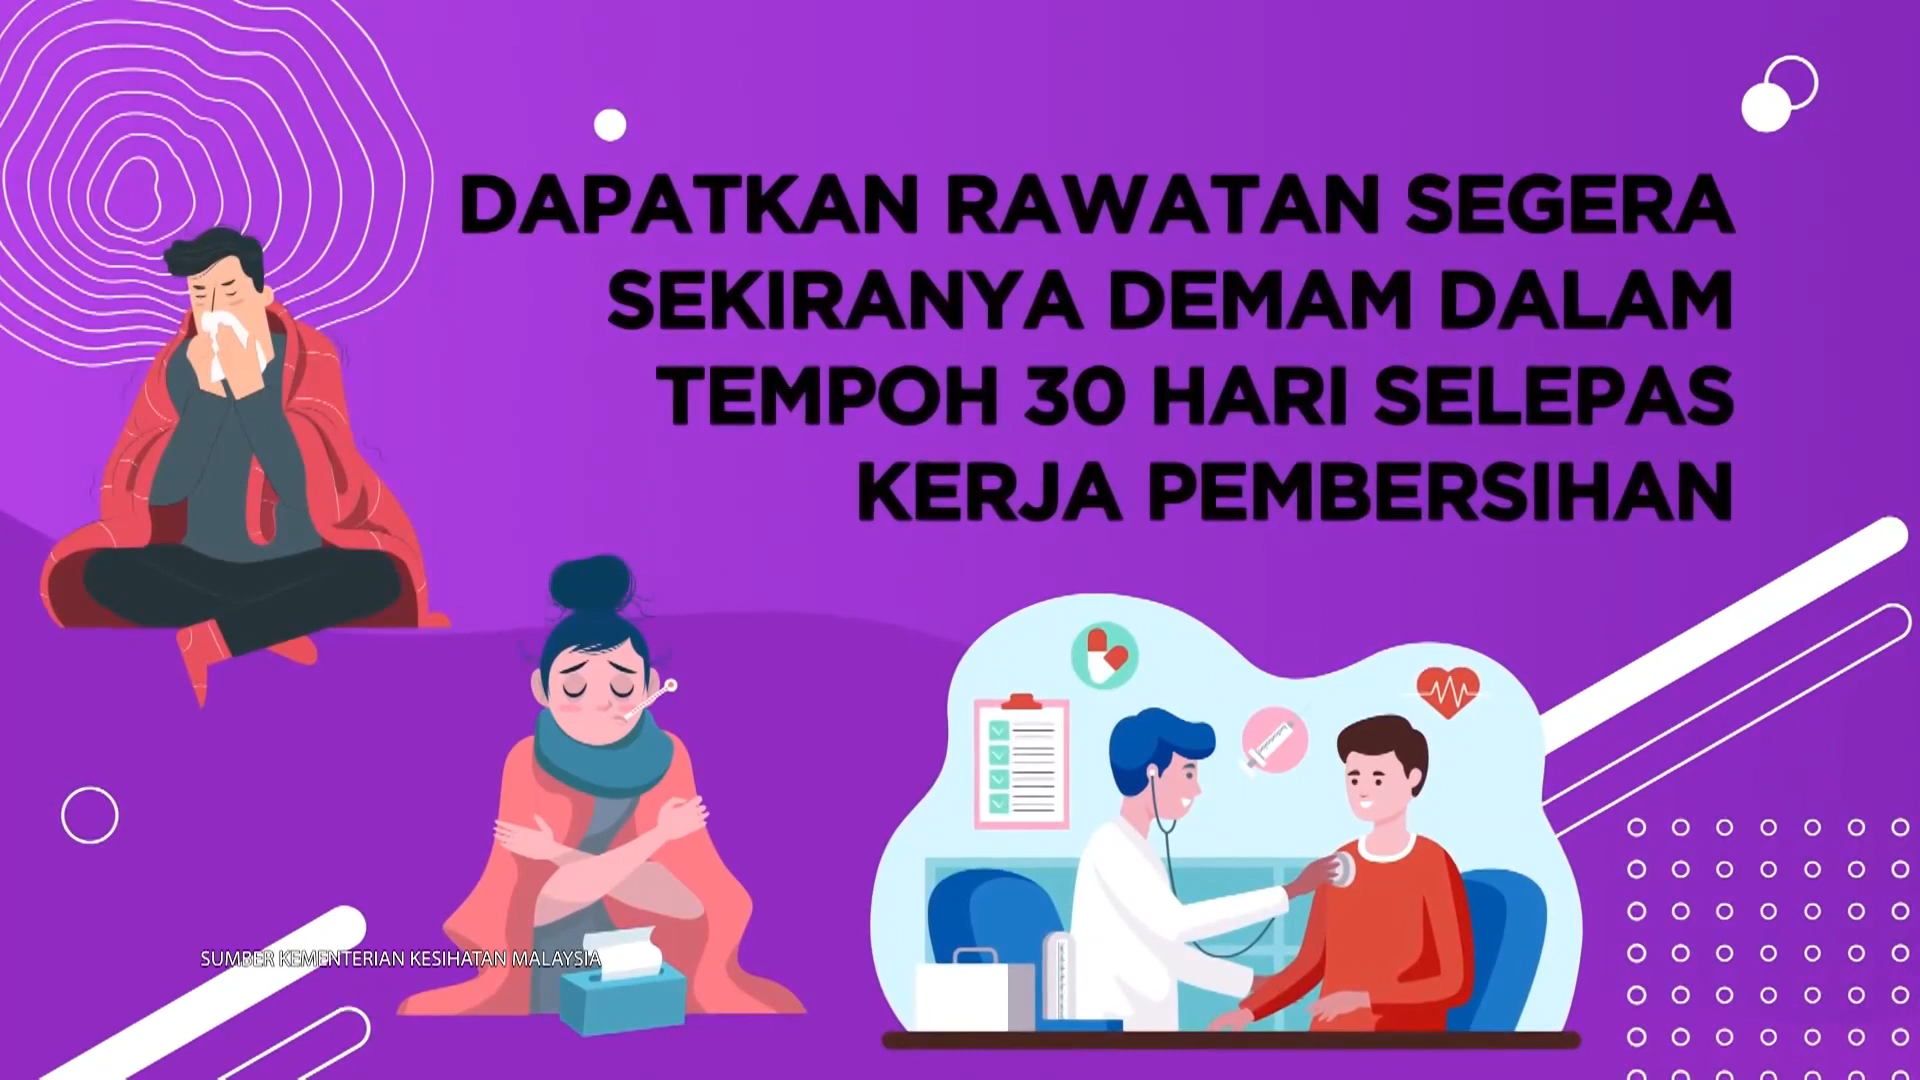 DAPATKAN RAWATAN SEGERA
SEKIRANYA DEMAM DALAM
TEMPOH 30 HARI SELEPAS
KERJA PEMBERSIHAN
SUMBER KEMENTERIAN KESIHATAN MALAYSIA